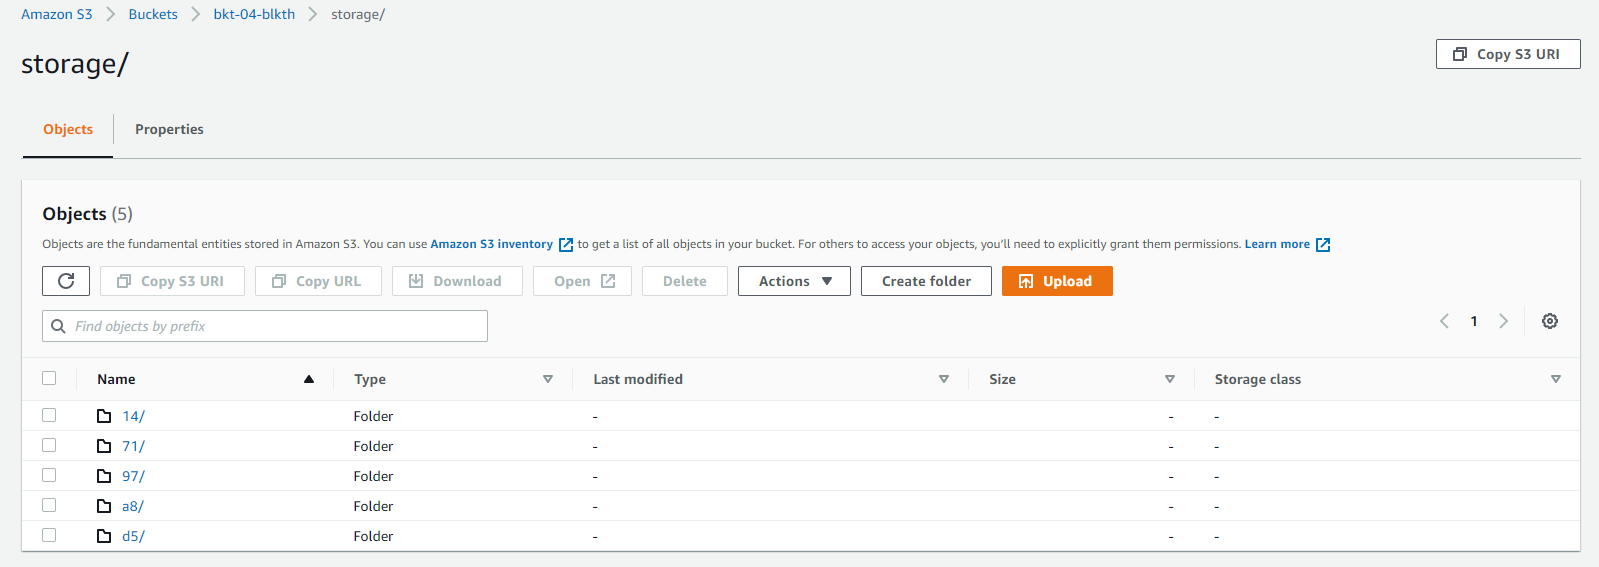 Amazon S3 > Buckets > bkt-04-blkth > storage/
storage/
Copy S3 URI
Objects Properties
Objects (5)
Objects are the fundamental entities stored in Amazon S3. You can use Amazon S3 inventory to get a list of all objects in your bucket. For others to access your objects, you'll need to explicitly grant them permissions. Learn more
Copy S3 URI Copy URL Download Open Delete Actions Create folder Upload
Find objects by prefix
1
Name Type Last modified Size Storage class
14/ Folder - - -
71/ Folder - - -
97/ Folder - - -
a8/ Folder - - -
d5/ Folder - - -